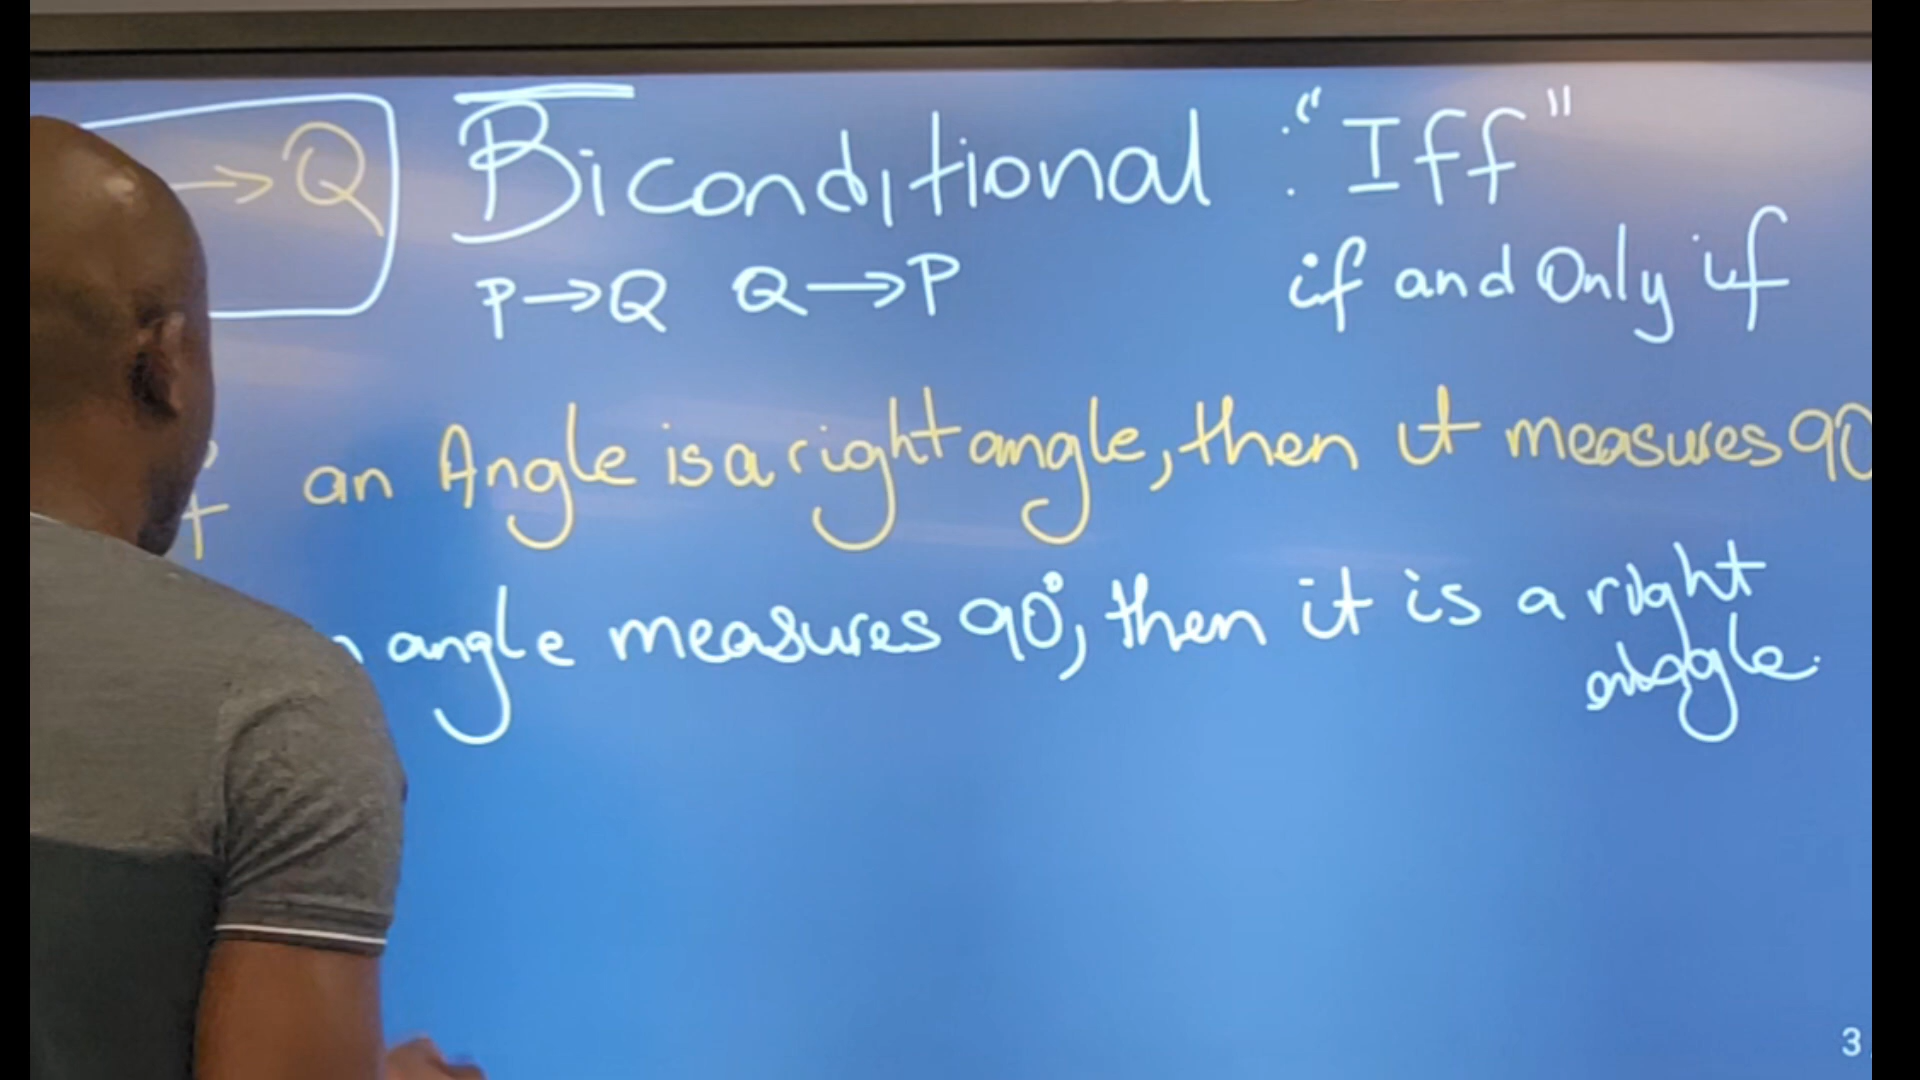 →Q
Biconditional : "Iff"
P→Q Q→P if and Only if
an Angle is a right angle, then it measures 90
angle measures 90°, then it is a right
angle.
3